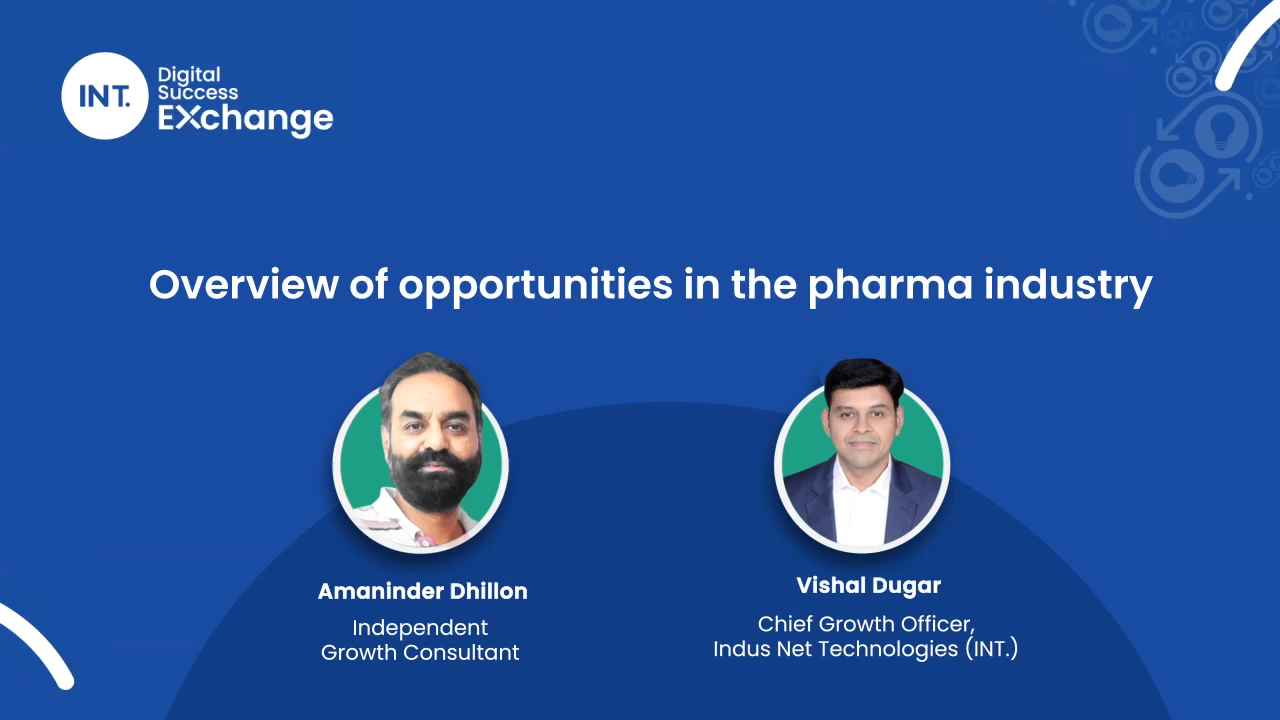 INT.
Digital
Success
EXchange
Overview of opportunities in the pharma industry
Amaninder Dhillon
Independent
Growth Consultant
Vishal Dugar
Chief Growth Officer,
Indus Net Technologies (INT.)